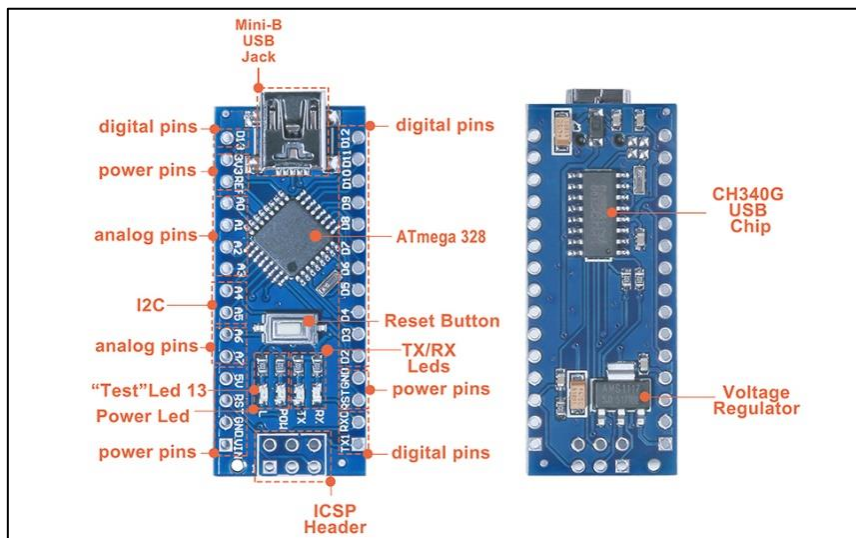 Mini-B
USB
Jack
digital pins
digital pins
power pins
analog pins
I2C
analog pins
"Test"Led 13
Power Led
power pins
ATmega 328
Reset Button
TX/RX
Leds
power pins
digital pins
ICSP
Header
D13
3V3
REF
A0
A1
A2
A3
A4
A5
A6
A7
5V
RST
GND
VIN
D12
D11
D10
D9
D8
D7
D6
D5
D4
D3
D2
GND
RST
RX0
TX1
POW
TX
RX
CH340G
USB
Chip
AMS1117
Voltage
Regulator